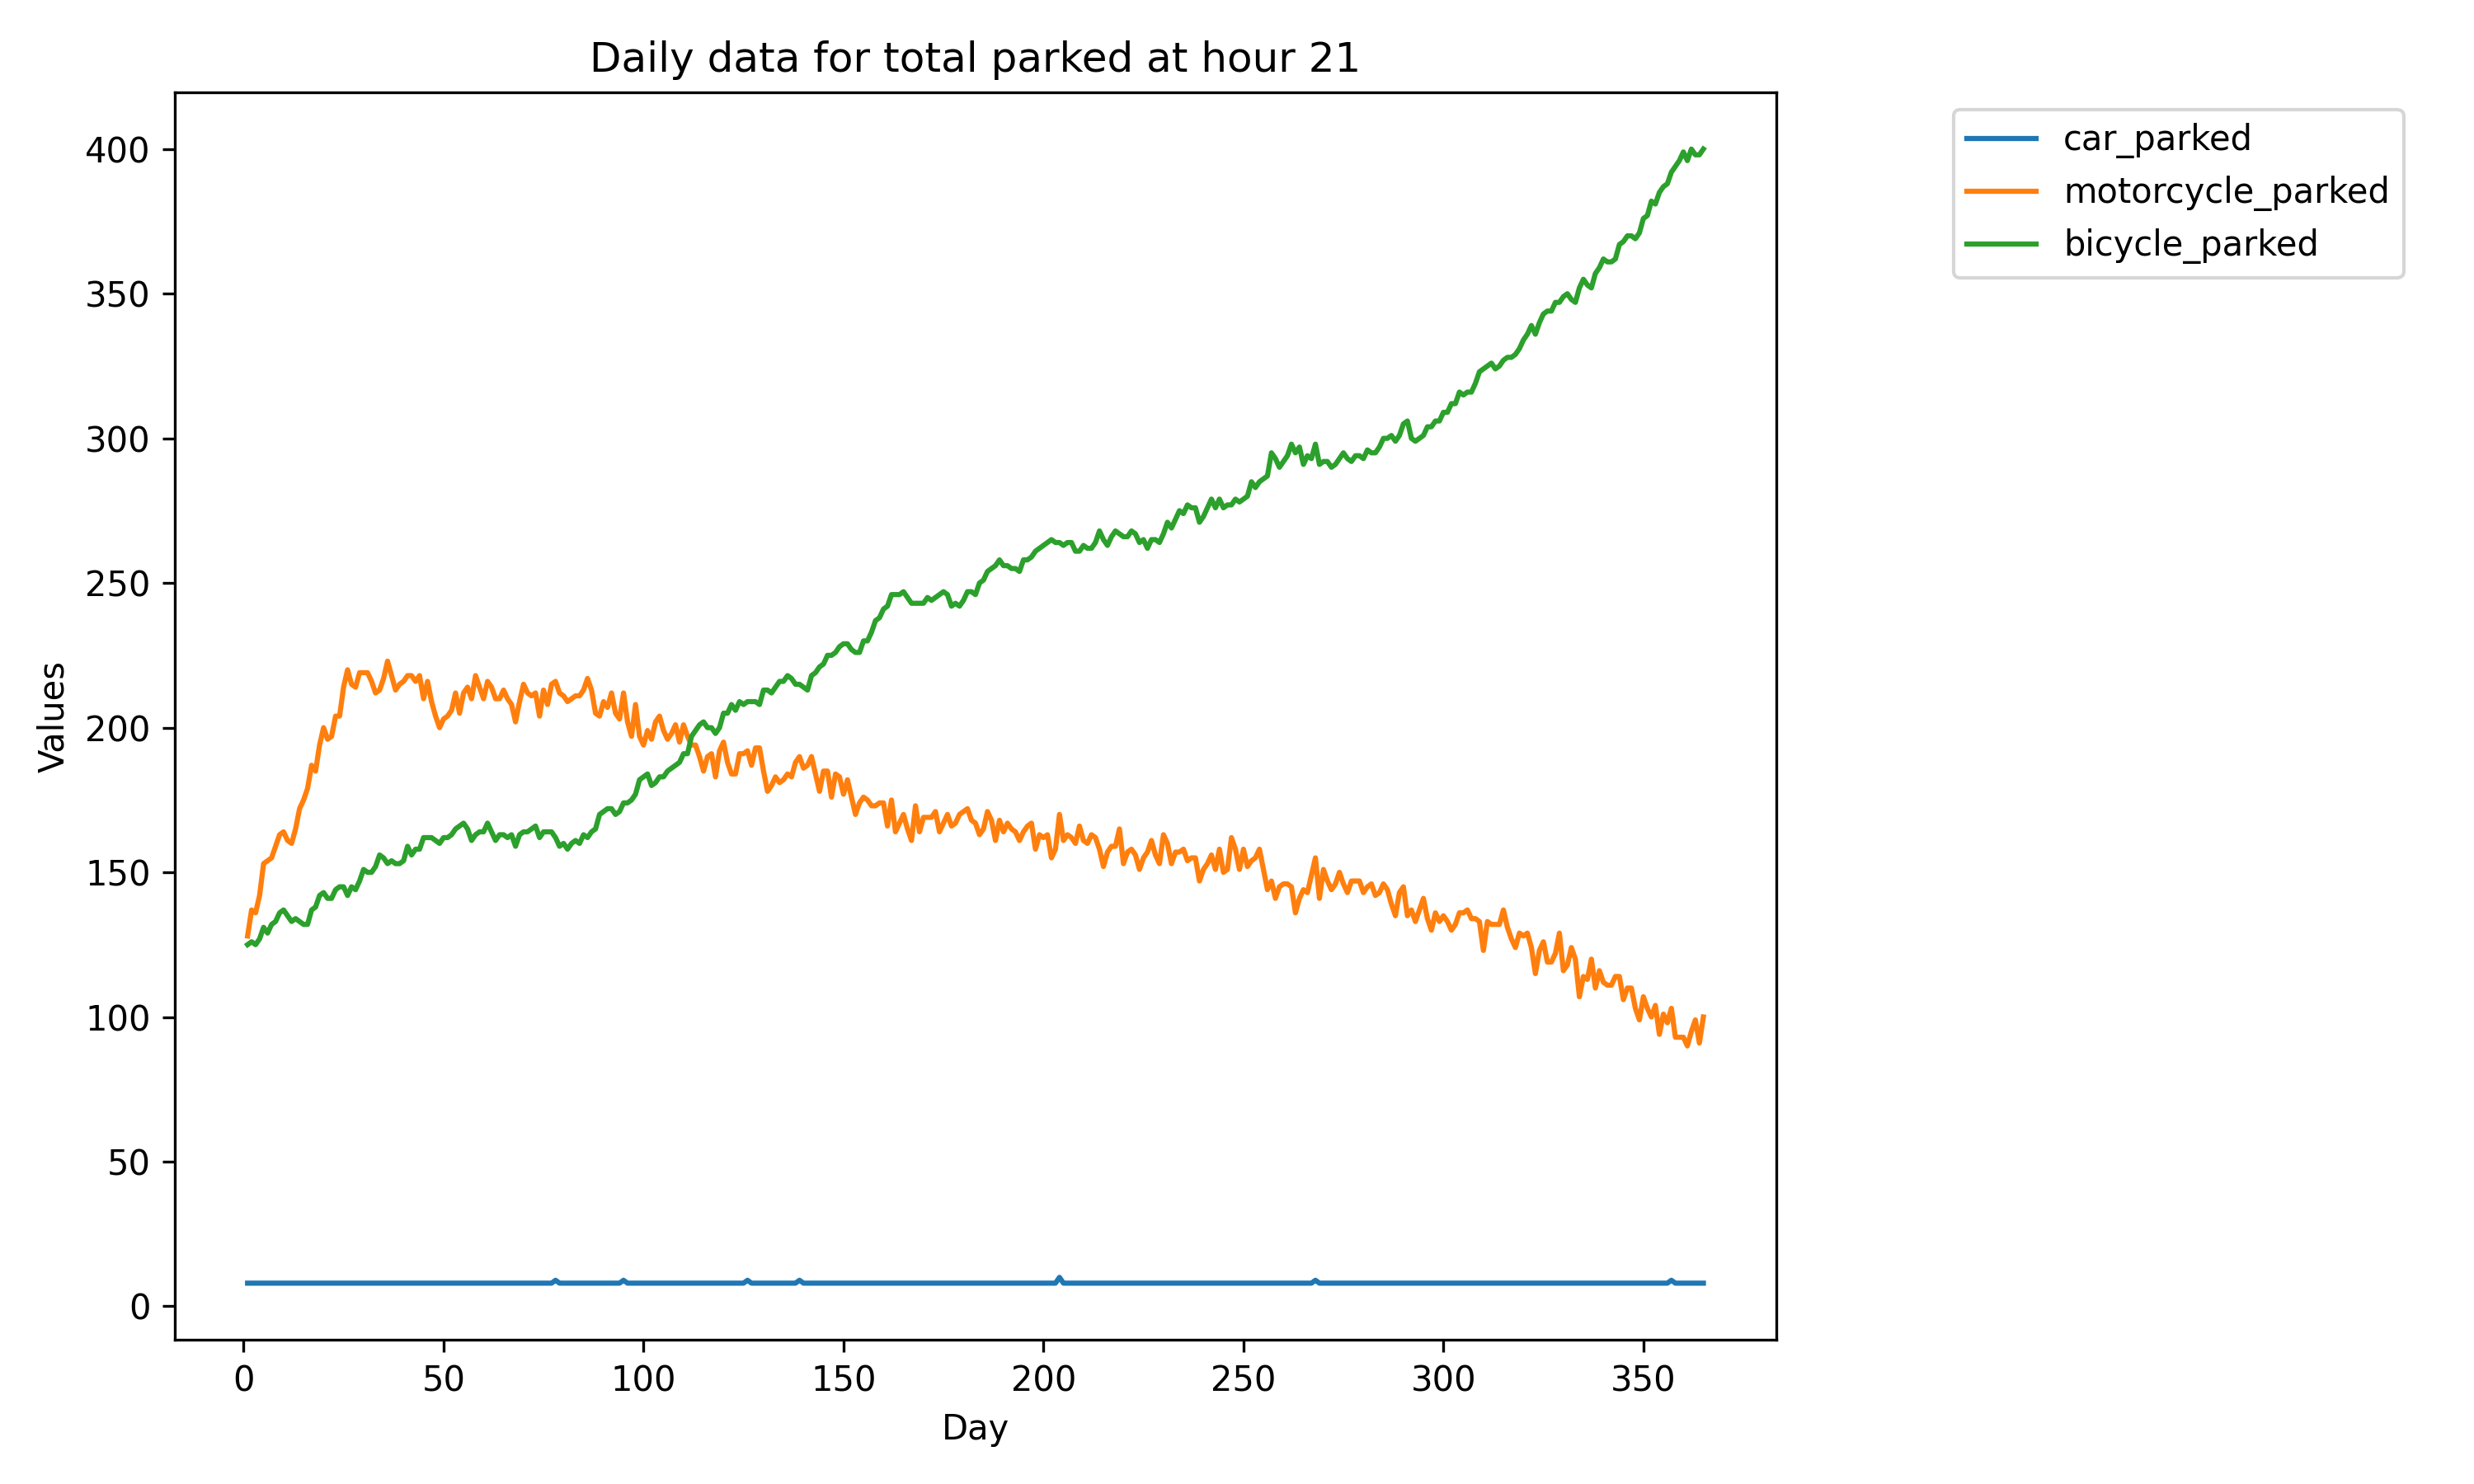 Daily data for total parked at hour 21
car_parked
motorcycle_parked
bicycle_parked
400
350
300
250
200
150
100
50
0
Values
0 50 100 150 200 250 300 350
Day